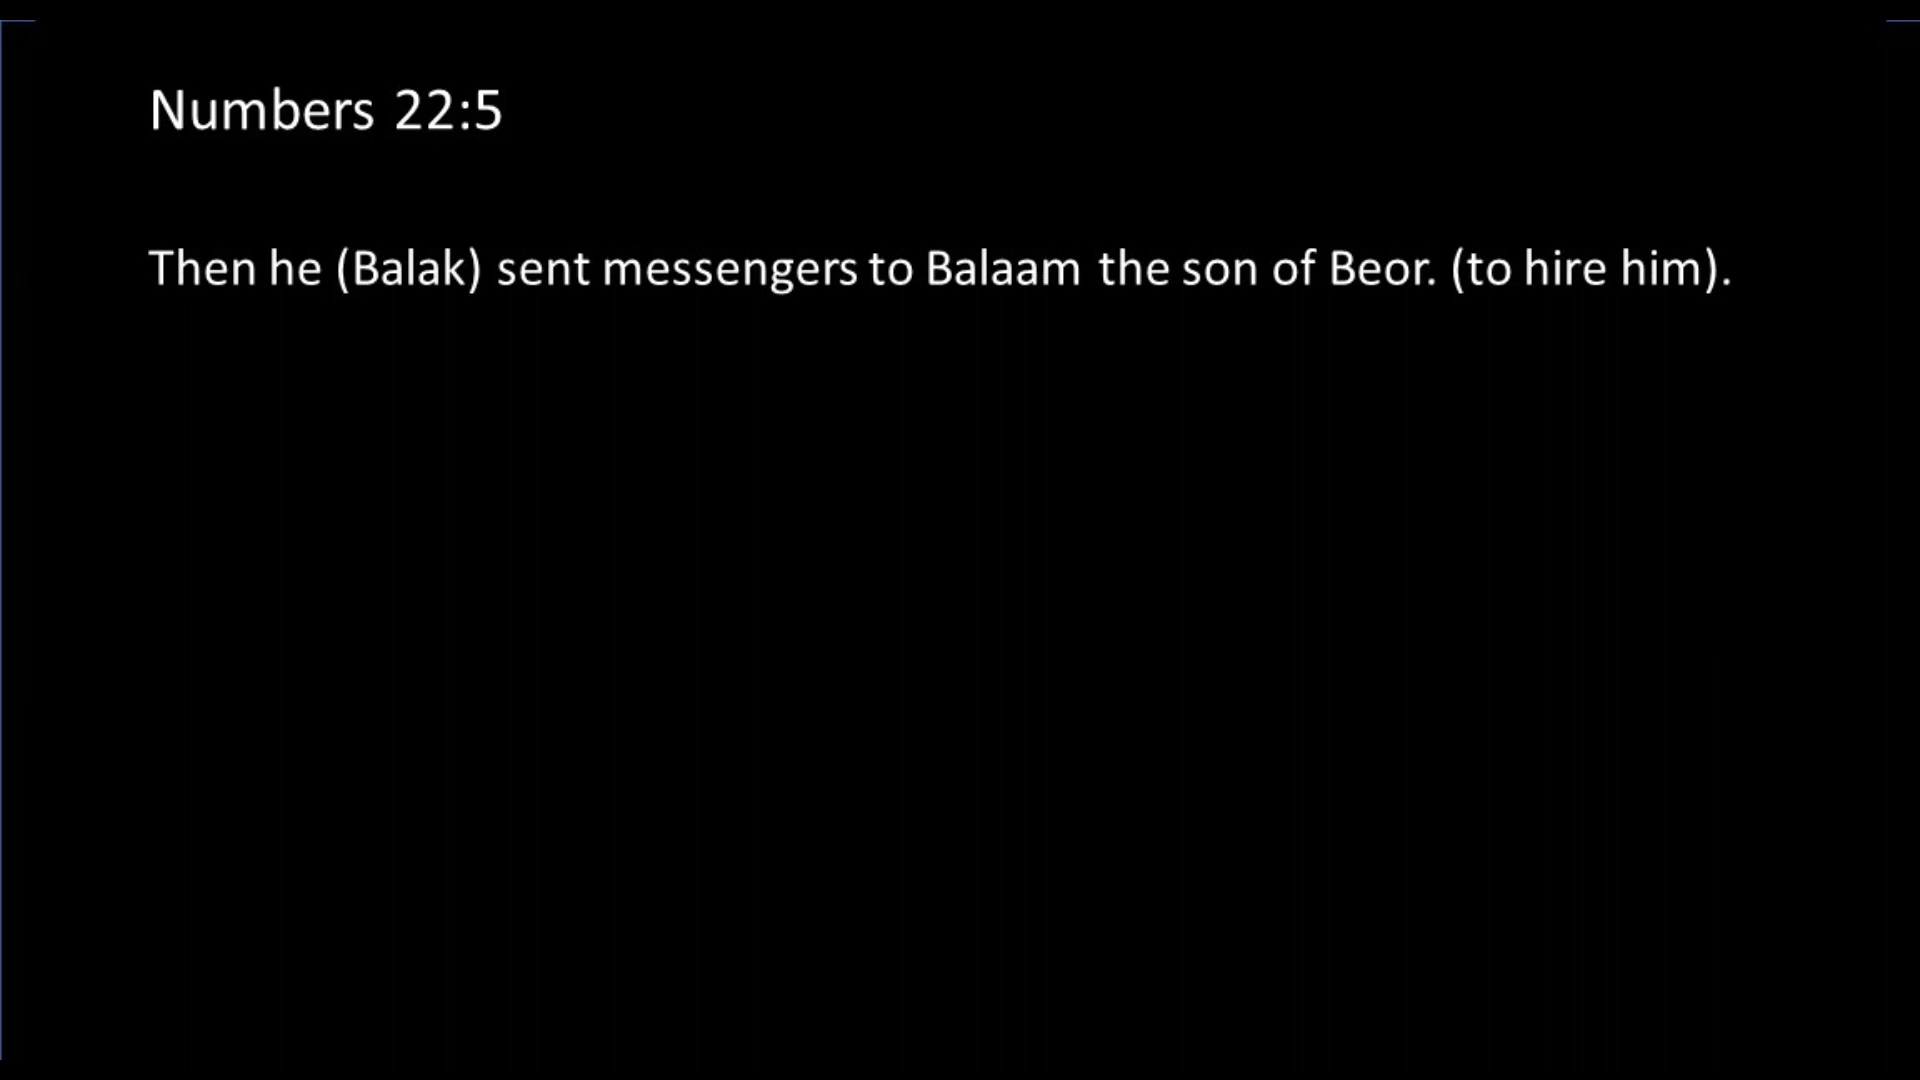 Numbers 22:5
Then he (Balak) sent messengers to Balaam the son of Beor. (to hire him).